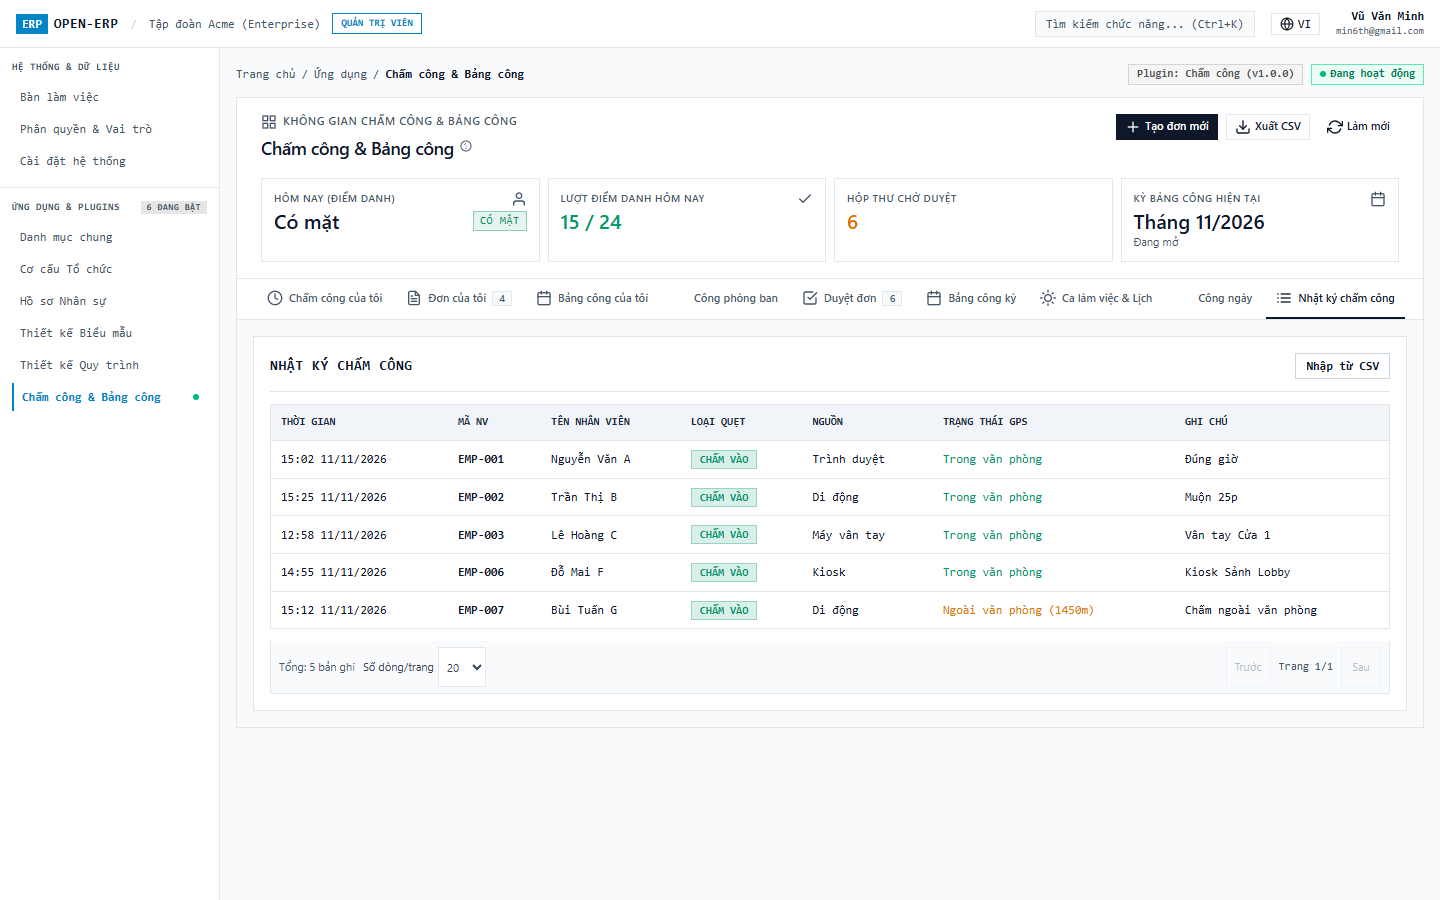 ERP OPEN-ERP / Tập đoàn Acme (Enterprise) QUẢN TRỊ VIÊN
Tìm kiếm chức năng... (Ctrl+K)
VI
Vũ Văn Minh
min6th@gmail.com
HỆ THỐNG & DỮ LIỆU
Bàn làm việc
Phân quyền & Vai trò
Cài đặt hệ thống
ỨNG DỤNG & PLUGINS 6 ĐANG BẬT
Danh mục chung
Cơ cấu Tổ chức
Hồ sơ Nhân sự
Thiết kế Biểu mẫu
Thiết kế Quy trình
Chấm công & Bảng công
Trang chủ / Ứng dụng / Chấm công & Bảng công
Plugin: Chấm công (v1.0.0) Đang hoạt động
KHÔNG GIAN CHẤM CÔNG & BẢNG CÔNG
Chấm công & Bảng công
Tạo đơn mới Xuất CSV Làm mới
HÔM NAY (ĐIỂM DANH)
Có mặt
CÓ MẶT
LƯỢT ĐIỂM DANH HÔM NAY
15 / 24
HỘP THƯ CHỜ DUYỆT
6
KỲ BẢNG CÔNG HIỆN TẠI
Tháng 11/2026
Đang mở
Chấm công của tôi Đơn của tôi 4 Bảng công của tôi Công phòng ban Duyệt đơn 6 Bảng công kỳ Ca làm việc & Lịch Công ngày Nhật ký chấm công
NHẬT KÝ CHẤM CÔNG
Nhập từ CSV
THỜI GIAN MÃ NV TÊN NHÂN VIÊN LOẠI QUẸT NGUỒN TRẠNG THÁI GPS GHI CHÚ
15:02 11/11/2026 EMP-001 Nguyễn Văn A CHẤM VÀO Trình duyệt Trong văn phòng Đúng giờ
15:25 11/11/2026 EMP-002 Trần Thị B CHẤM VÀO Di động Trong văn phòng Muộn 25p
12:58 11/11/2026 EMP-003 Lê Hoàng C CHẤM VÀO Máy vân tay Trong văn phòng Vân tay Cửa 1
14:55 11/11/2026 EMP-006 Đỗ Mai F CHẤM VÀO Kiosk Trong văn phòng Kiosk Sảnh Lobby
15:12 11/11/2026 EMP-007 Bùi Tuấn G CHẤM VÀO Di động Ngoài văn phòng (1450m) Chấm ngoài văn phòng
Tổng: 5 bản ghi Số dòng/trang 20
Trước Trang 1/1 Sau